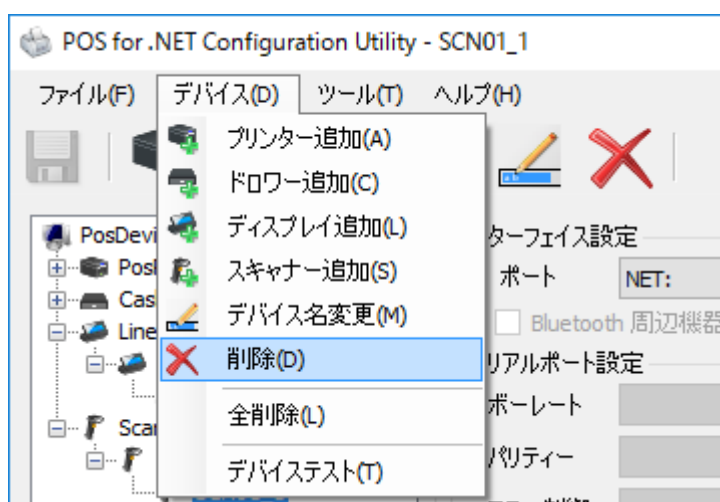 POS for .NET Configuration Utility - SCN01_1
ファイル(F) デバイス(D) ツール(T) ヘルプ(H)
プリンター追加(A)
ドロワー追加(C)
ディスプレイ追加(L)
スキャナー追加(S)
デバイス名変更(M)
削除(D)
全削除(L)
デバイステスト(T)
PosDevi
Pos
Cas
Line
Scan
ターフェイス設定
ポート NET:
Bluetooth 周辺機器
リアルポート設定
ボーレート
パリティー